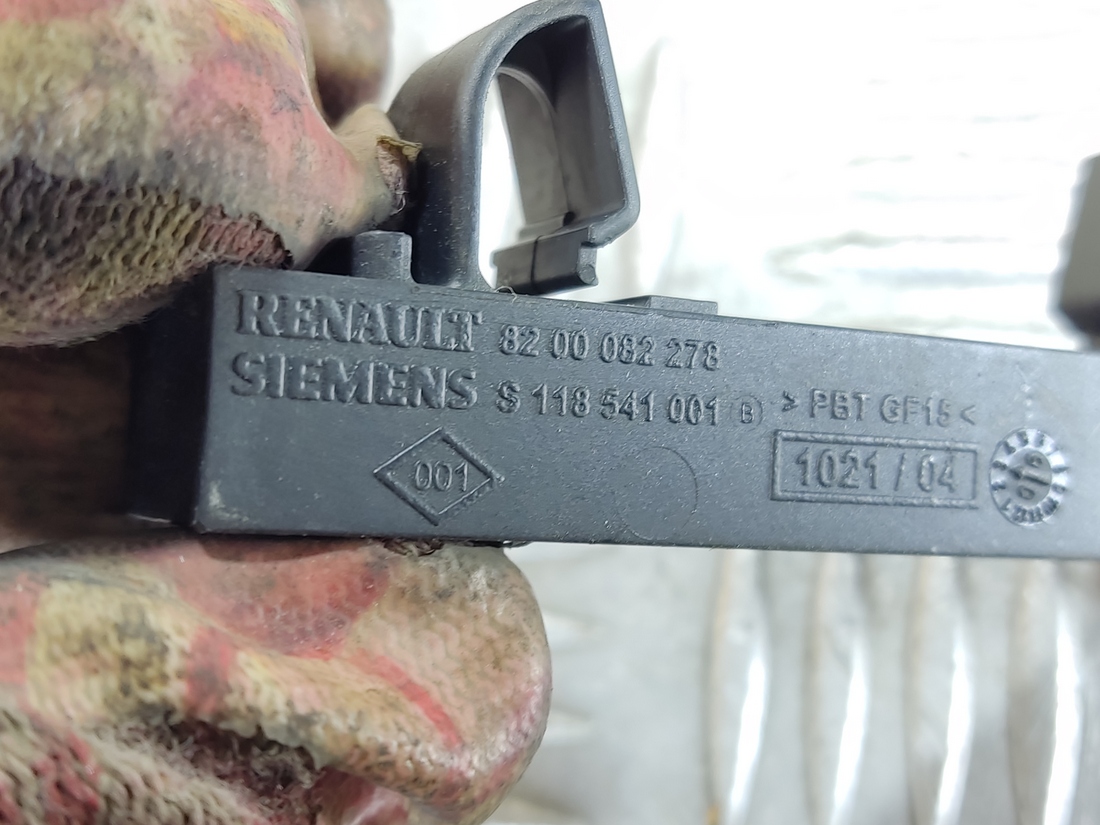 RENAULT 82 00 082 278
SIEMENS S 118 541 001 B) > PBT GF15 <
001
1021 / 04